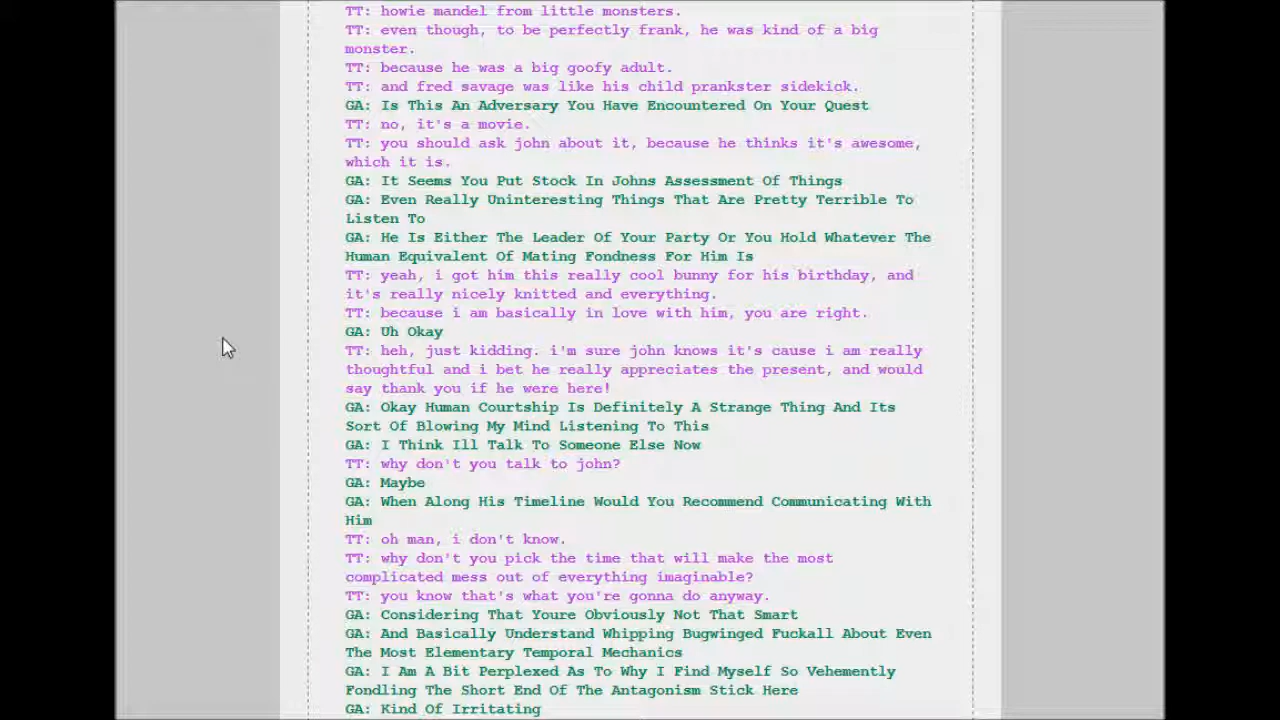 TT: howie mandel from little monsters.
TT: even though, to be perfectly frank, he was kind of a big
monster.
TT: because he was a big goofy adult.
TT: and fred savage was like his child prankster sidekick.
GA: Is This An Adversary You Have Encountered On Your Quest
TT: no, it's a movie.
TT: you should ask john about it, because he thinks it's awesome,
which it is.
GA: It Seems You Put Stock In Johns Assessment Of Things
GA: Even Really Uninteresting Things That Are Pretty Terrible To
Listen To
GA: He Is Either The Leader Of Your Party Or You Hold Whatever The
Human Equivalent Of Mating Fondness For Him Is
TT: yeah, i got him this really cool bunny for his birthday, and
it's really nicely knitted and everything.
TT: because i am basically in love with him, you are right.
GA: Uh Okay
TT: heh, just kidding. i'm sure john knows it's cause i am really
thoughtful and i bet he really appreciates the present, and would
say thank you if he were here!
GA: Okay Human Courtship Is Definitely A Strange Thing And Its
Sort Of Blowing My Mind Listening To This
GA: I Think Ill Talk To Someone Else Now
TT: why don't you talk to john?
GA: Maybe
GA: When Along His Timeline Would You Recommend Communicating With
Him
TT: oh man, i don't know.
TT: why don't you pick the time that will make the most
complicated mess out of everything imaginable?
TT: you know that's what you're gonna do anyway.
GA: Considering That Youre Obviously Not That Smart
GA: And Basically Understand Whipping Bugwinged Fuckall About Even
The Most Elementary Temporal Mechanics
GA: I Am A Bit Perplexed As To Why I Find Myself So Vehemently
Fondling The Short End Of The Antagonism Stick Here
GA: Kind Of Irritating